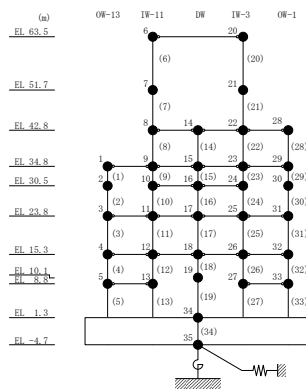 (m) OW-13 IW-11 DW IW-3 OW-1
EL 63.5 6 20
(6) (20)
EL 51.7 7 21
(7) (21)
EL 42.8 8 14 22 28
(8) (14) (22) (28)
EL 34.8 1 9 15 23 29
(1) (9) (15) (23) (29)
EL 30.5 2 10 16 24 30
(2) (10) (16) (24) (30)
EL 23.8 3 11 17 25 31
(3) (11) (17) (25) (31)
EL 15.3 4 12 18 26 32
(4) (12) (18) (26) (32)
EL 10.1 19
EL 8.8 5 13 27 33
(5) (13) (19) (27) (33)
EL 1.3 34
(34)
EL -4.7 35